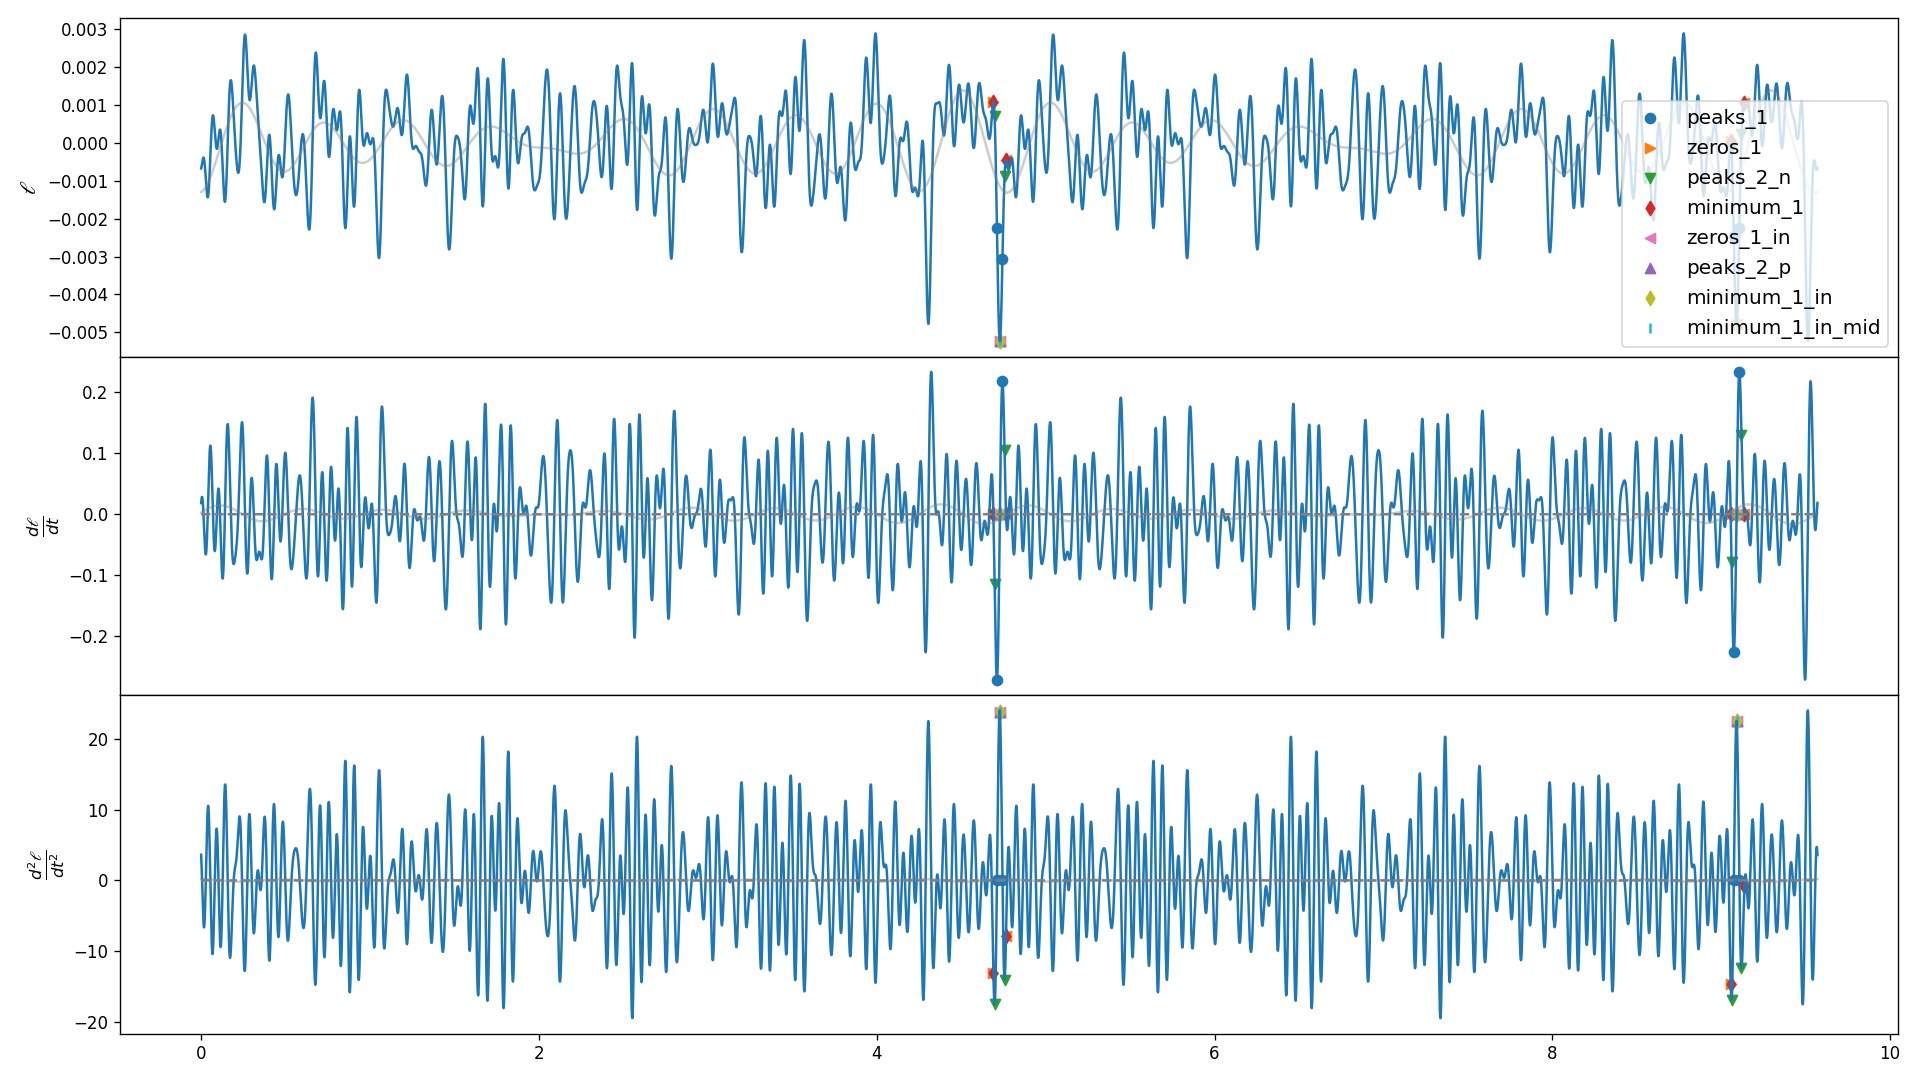 0.003
0.002
0.001
0.000
−0.001
−0.002
−0.003
−0.004
−0.005
ℓ
peaks_1
zeros_1
peaks_2_n
minimum_1
zeros_1_in
peaks_2_p
minimum_1_in
minimum_1_in_mid
0.2
0.1
0.0
−0.1
−0.2
dℓ
dt
20
10
0
−10
−20
d²ℓ
dt²
0 2 4 6 8 10